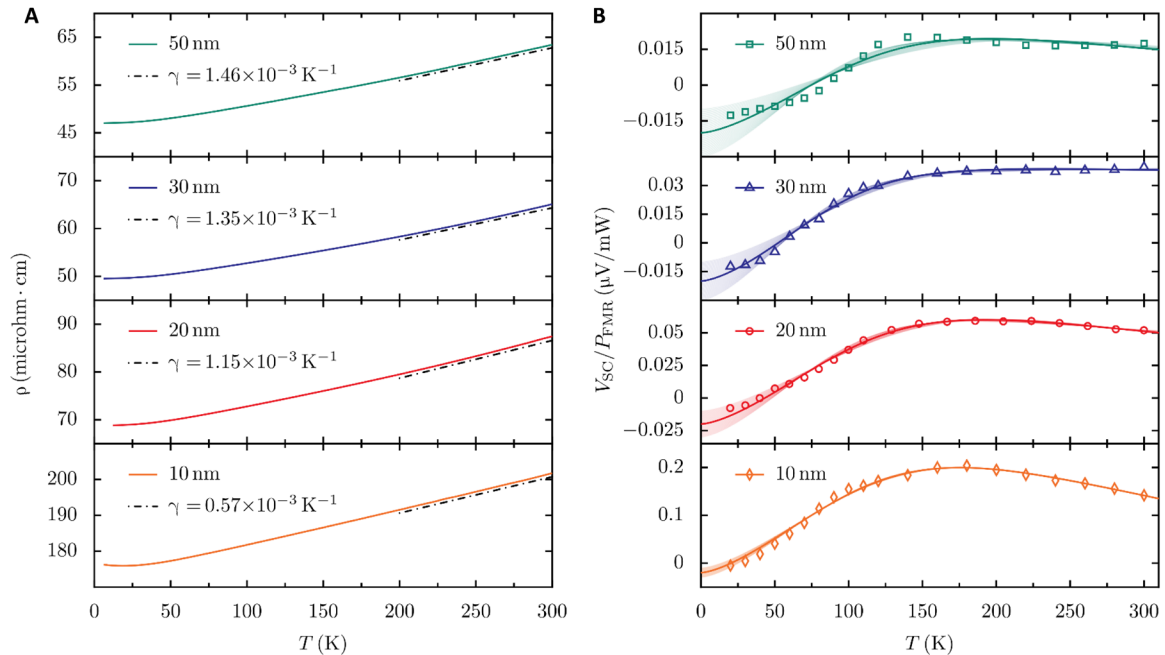 A
65
55
45
50 nm
γ = 1.46×10⁻³ K⁻¹
70
60
50
30 nm
γ = 1.35×10⁻³ K⁻¹
90
80
70
20 nm
γ = 1.15×10⁻³ K⁻¹
200
190
180
10 nm
γ = 0.57×10⁻³ K⁻¹
0 50 100 150 200 250 300
T (K)
ρ (microhm · cm)
B
0.015
0
−0.015
50 nm
0.03
0.015
0
−0.015
30 nm
0.05
0.025
0
−0.025
20 nm
0.2
0.1
0
10 nm
0 50 100 150 200 250 300
T (K)
V_SC/P_FMR (µV/mW)